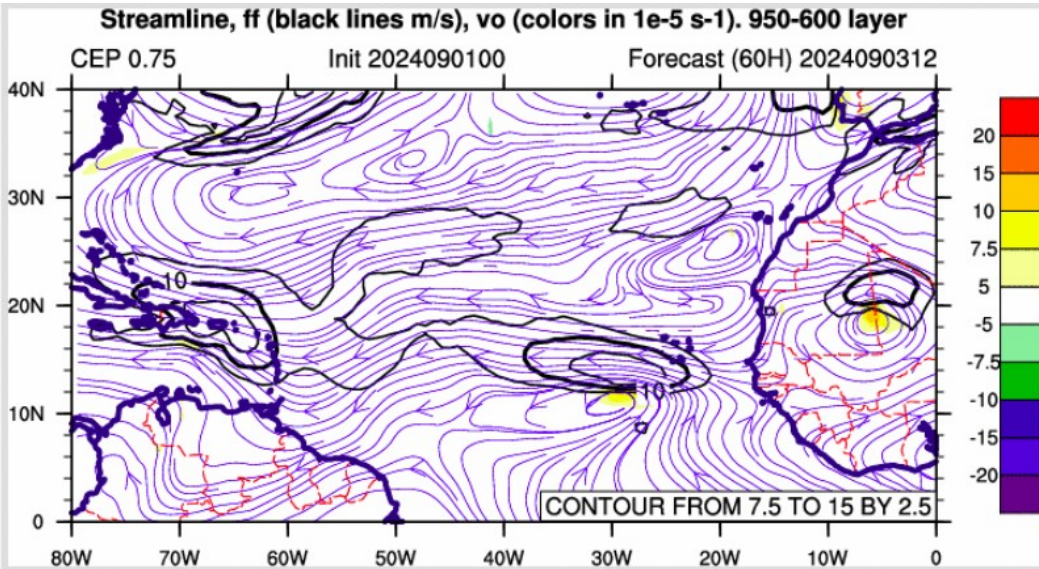 Streamline, ff (black lines m/s), vo (colors in 1e-5 s-1). 950-600 layer
CEP 0.75 Init 2024090100 Forecast (60H) 2024090312
40N
30N
20N
10N
0
10
10
CONTOUR FROM 7.5 TO 15 BY 2.5
80W 70W 60W 50W 40W 30W 20W 10W 0
20
15
10
7.5
5
-5
-7.5
-10
-15
-20